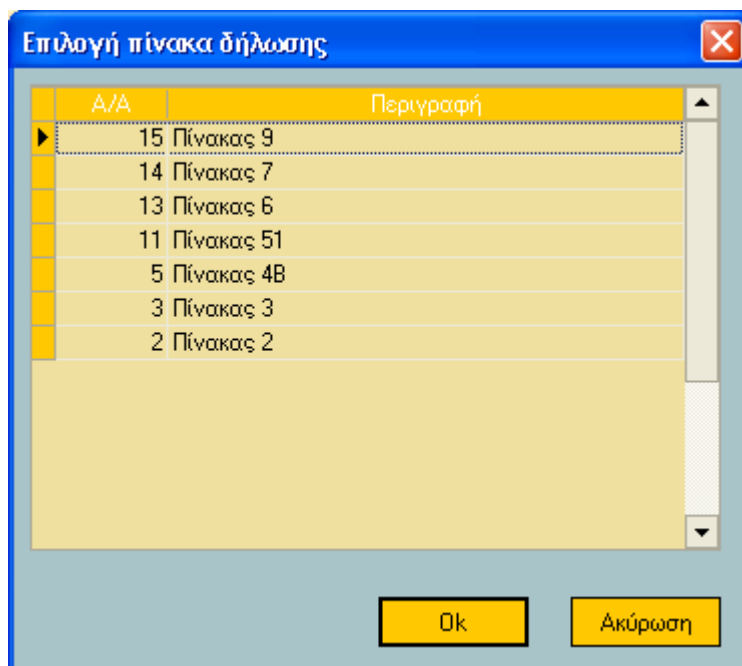 Επιλογή πίνακα δήλωσης
Α/Α Περιγραφή
15 Πίνακας 9
14 Πίνακας 7
13 Πίνακας 6
11 Πίνακας 51
5 Πίνακας 4Β
3 Πίνακας 3
2 Πίνακας 2
Ok Ακύρωση